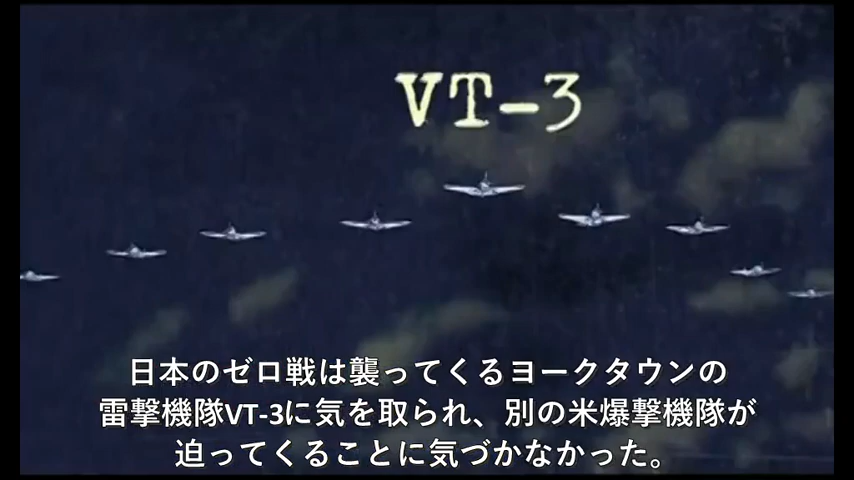 VT-3
日本のゼロ戦は襲ってくるヨークタウンの
雷撃機隊VT-3に気を取られ、別の米爆撃機隊が
迫ってくることに気づかなかった。